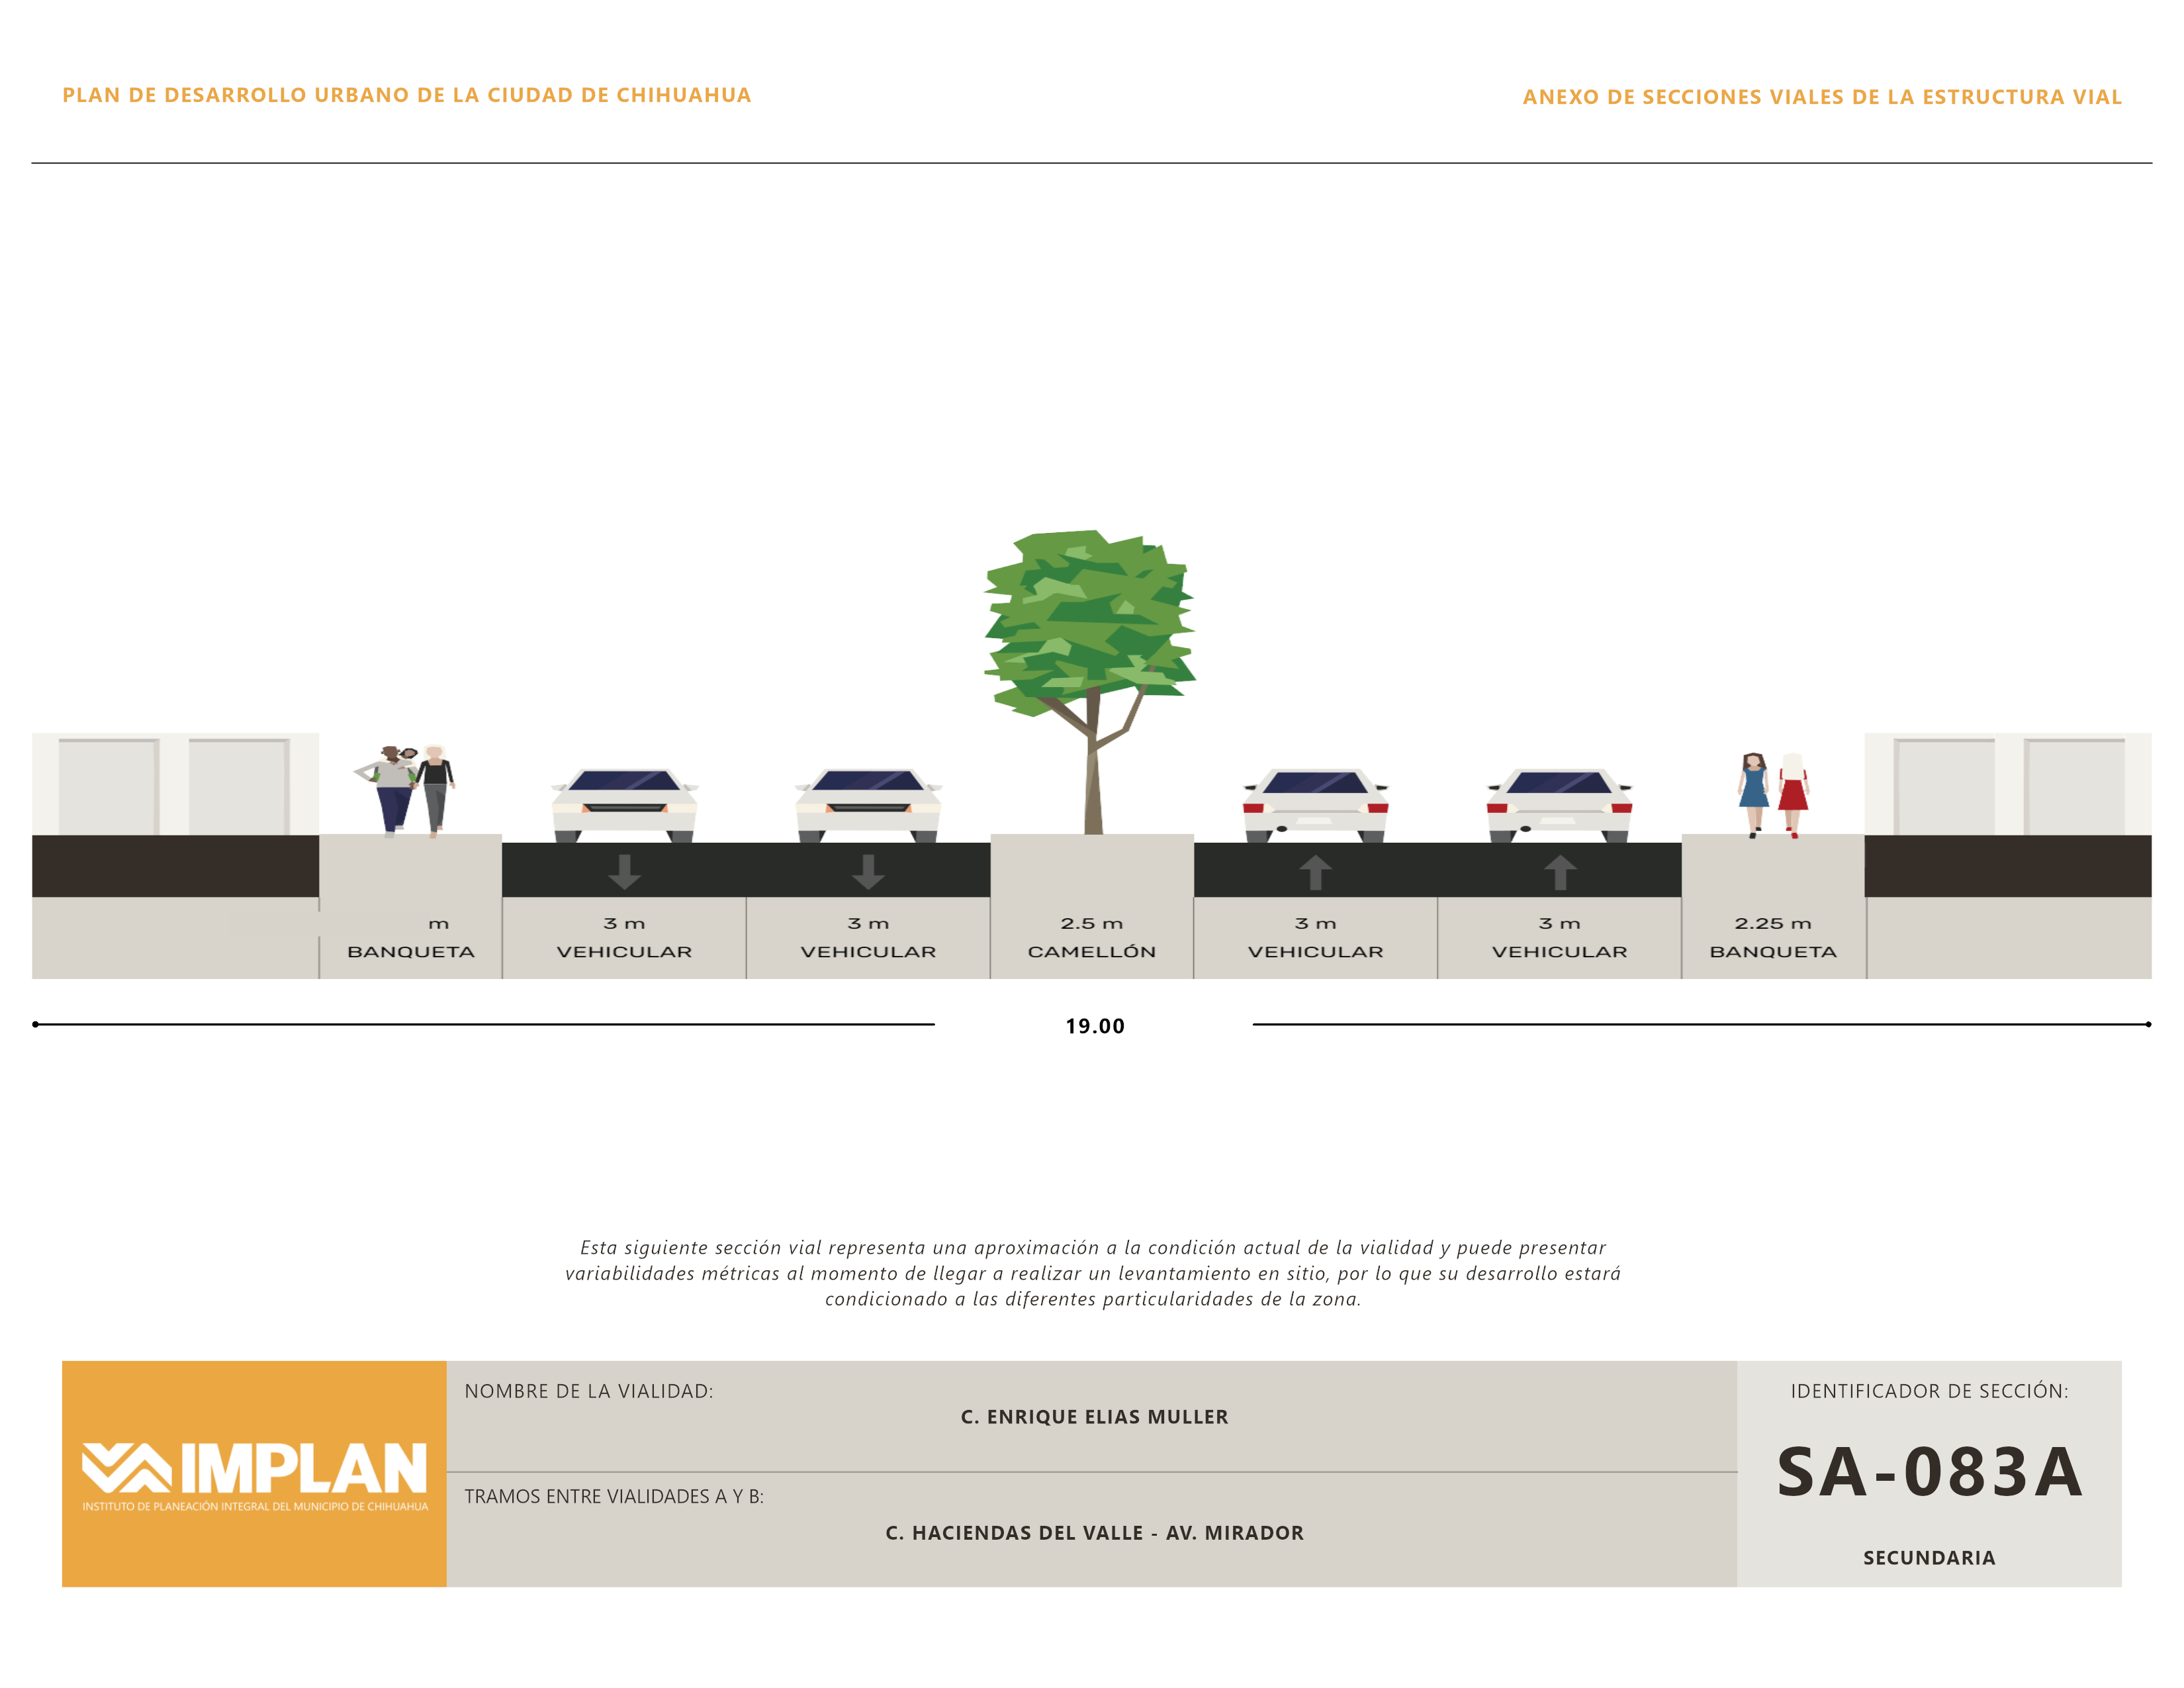 PLAN DE DESARROLLO URBANO DE LA CIUDAD DE CHIHUAHUA
ANEXO DE SECCIONES VIALES DE LA ESTRUCTURA VIAL
m
BANQUETA
3 m
VEHICULAR
3 m
VEHICULAR
2.5 m
CAMELLÓN
3 m
VEHICULAR
3 m
VEHICULAR
2.25 m
BANQUETA
19.00
Esta siguiente sección vial representa una aproximación a la condición actual de la vialidad y puede presentar
variabilidades métricas al momento de llegar a realizar un levantamiento en sitio, por lo que su desarrollo estará
condicionado a las diferentes particularidades de la zona.
IMPLAN
INSTITUTO DE PLANEACIÓN INTEGRAL DEL MUNICIPIO DE CHIHUAHUA
NOMBRE DE LA VIALIDAD:
C. ENRIQUE ELIAS MULLER
TRAMOS ENTRE VIALIDADES A Y B:
C. HACIENDAS DEL VALLE - AV. MIRADOR
IDENTIFICADOR DE SECCIÓN:
SA-083A
SECUNDARIA